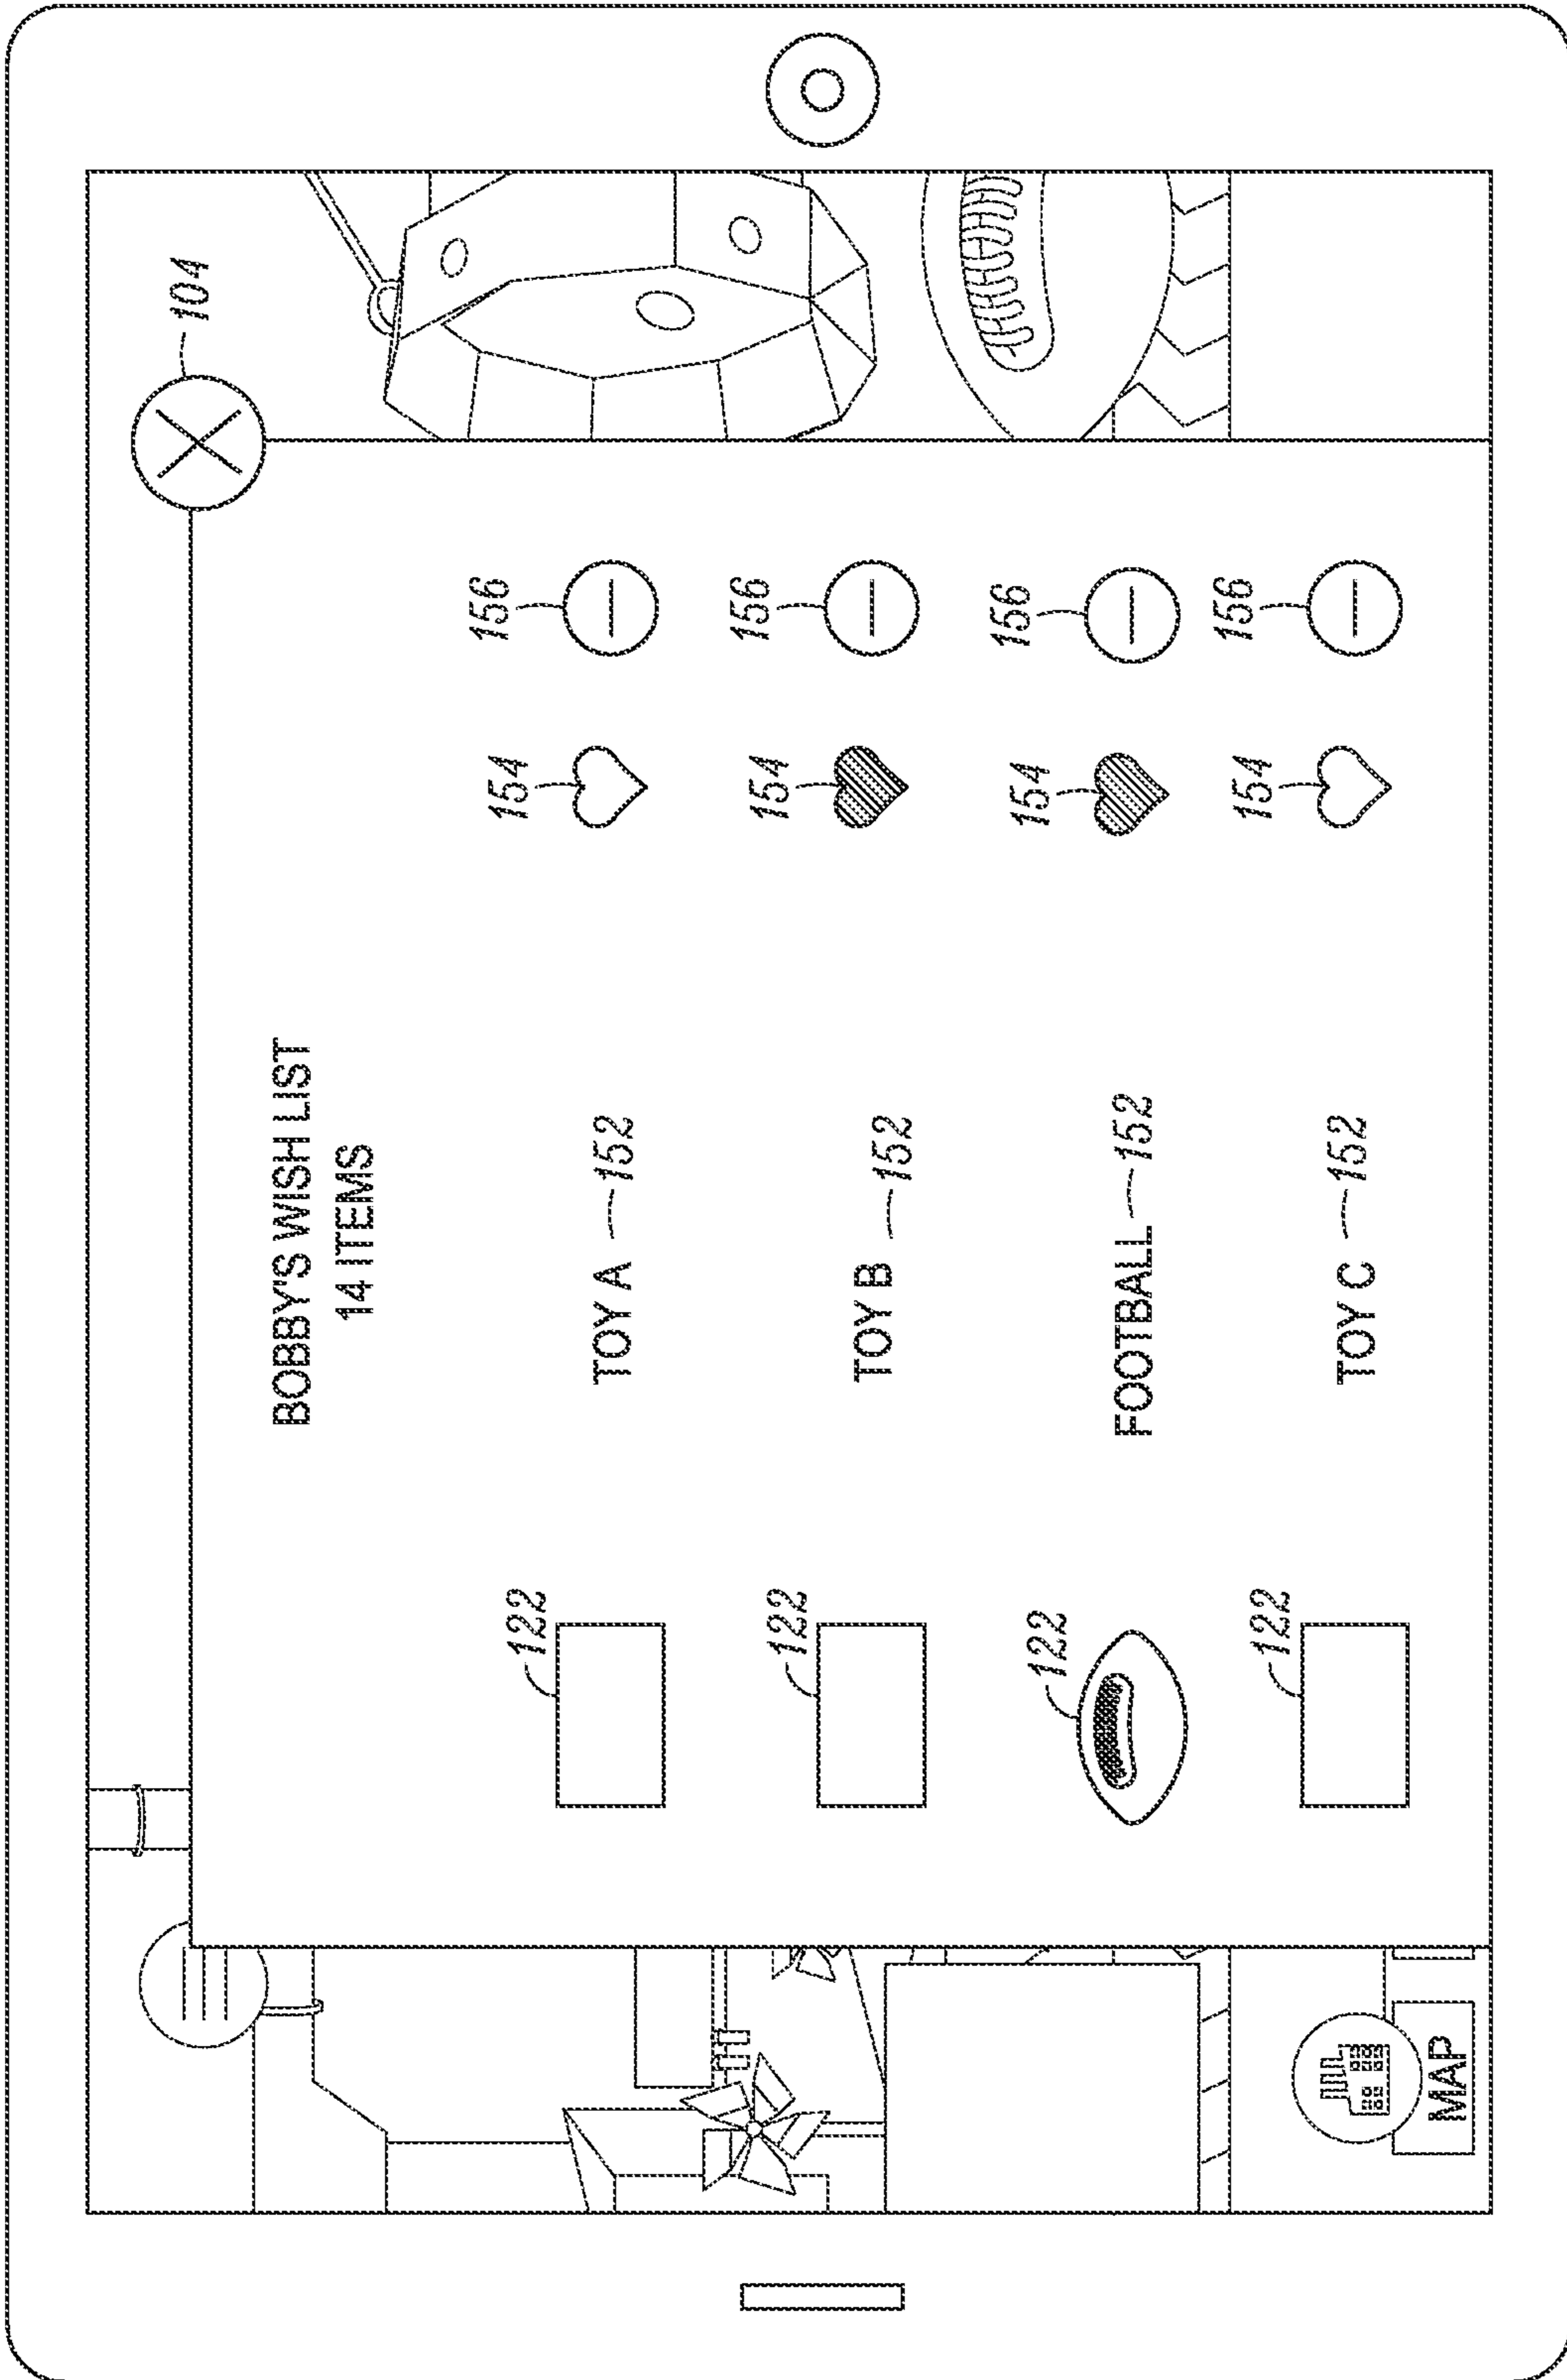 104
BOBBY'S WISH LIST
14 ITEMS
122 TOY A 152 154 156
122 TOY B 152 154 156
122 FOOTBALL 152 154 156
122 TOY C 152 154 156
MAP